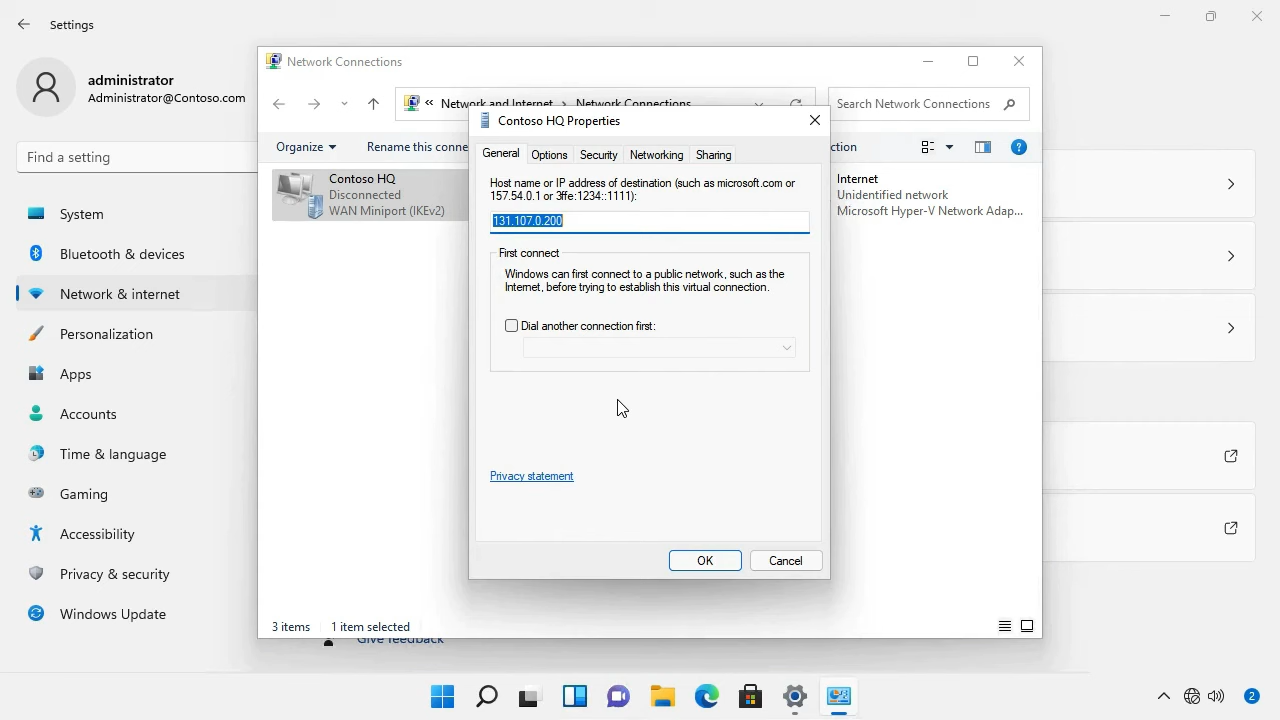 Settings
administrator
Administrator@Contoso.com
Find a setting
System
Bluetooth & devices
Network & internet
Personalization
Apps
Accounts
Time & language
Gaming
Accessibility
Privacy & security
Windows Update
Network Connections
« Network and Internet > Network Connections
Search Network Connections
Organize
Rename this conne
ction
Contoso HQ
Disconnected
WAN Miniport (IKEv2)
Internet
Unidentified network
Microsoft Hyper-V Network Adap...
Contoso HQ Properties
General Options Security Networking Sharing
Host name or IP address of destination (such as microsoft.com or
157.54.0.1 or 3ffe:1234::1111):
131.107.0.200
First connect
Windows can first connect to a public network, such as the
Internet, before trying to establish this virtual connection.
Dial another connection first:
Privacy statement
OK Cancel
3 items 1 item selected
Give feedback
2